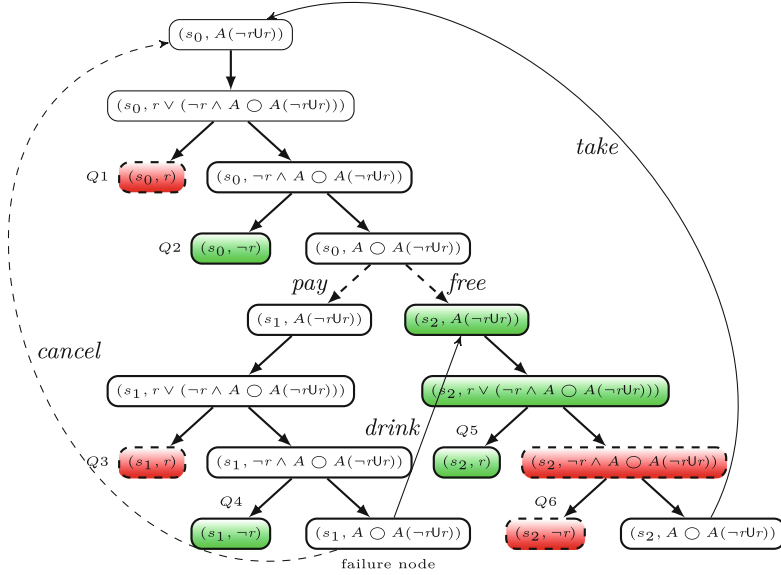 (s₀, A(¬rUr))
(s₀, r ∨ (¬r ∧ A ◯ A(¬rUr)))
take
Q1 (s₀, r) (s₀, ¬r ∧ A ◯ A(¬rUr))
Q2 (s₀, ¬r) (s₀, A ◯ A(¬rUr))
pay free
(s₁, A(¬rUr)) (s₂, A(¬rUr))
cancel
(s₁, r ∨ (¬r ∧ A ◯ A(¬rUr))) (s₂, r ∨ (¬r ∧ A ◯ A(¬rUr)))
drink Q5
Q3 (s₁, r) (s₁, ¬r ∧ A ◯ A(¬rUr)) (s₂, r) (s₂, ¬r ∧ A ◯ A(¬rUr))
Q4 Q6
(s₁, ¬r) (s₁, A ◯ A(¬rUr)) (s₂, ¬r) (s₂, A ◯ A(¬rUr))
failure node